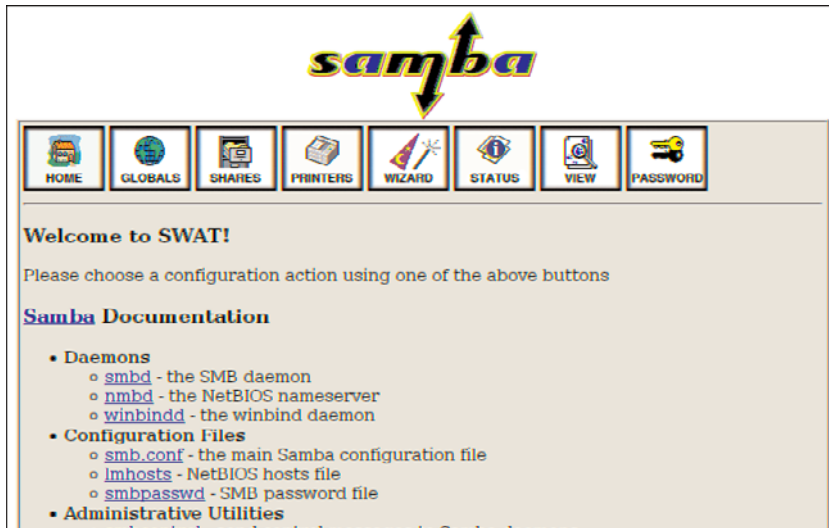 samba
HOME GLOBALS SHARES PRINTERS WIZARD STATUS VIEW PASSWORD
Welcome to SWAT!
Please choose a configuration action using one of the above buttons
Samba Documentation
• Daemons
o smbd - the SMB daemon
o nmbd - the NetBIOS nameserver
o winbindd - the winbind daemon
• Configuration Files
o smb.conf - the main Samba configuration file
o lmhosts - NetBIOS hosts file
o smbpasswd - SMB password file
• Administrative Utilities